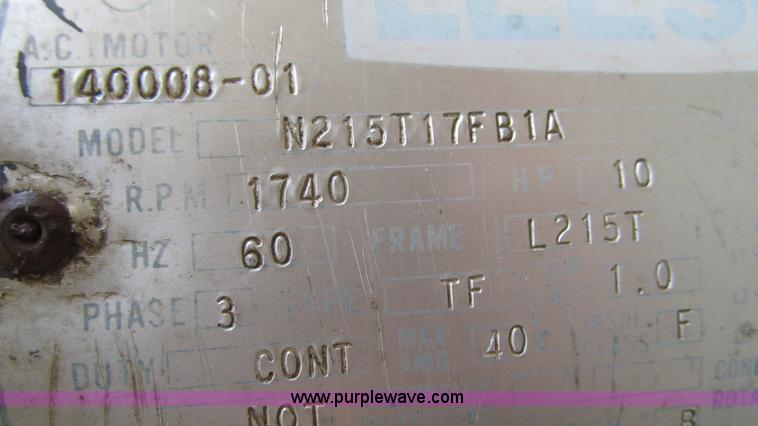 A.C. MOTOR
140008-01
MODEL N215T17FB1A
R.P.M 1740 H.P. 10
HZ 60 FRAME L215T
PHASE 3 TYPE TF 1.0
DUTY CONT MAX AMB 40 C INSUL CLASS F
www.purplewave.com
NOT B